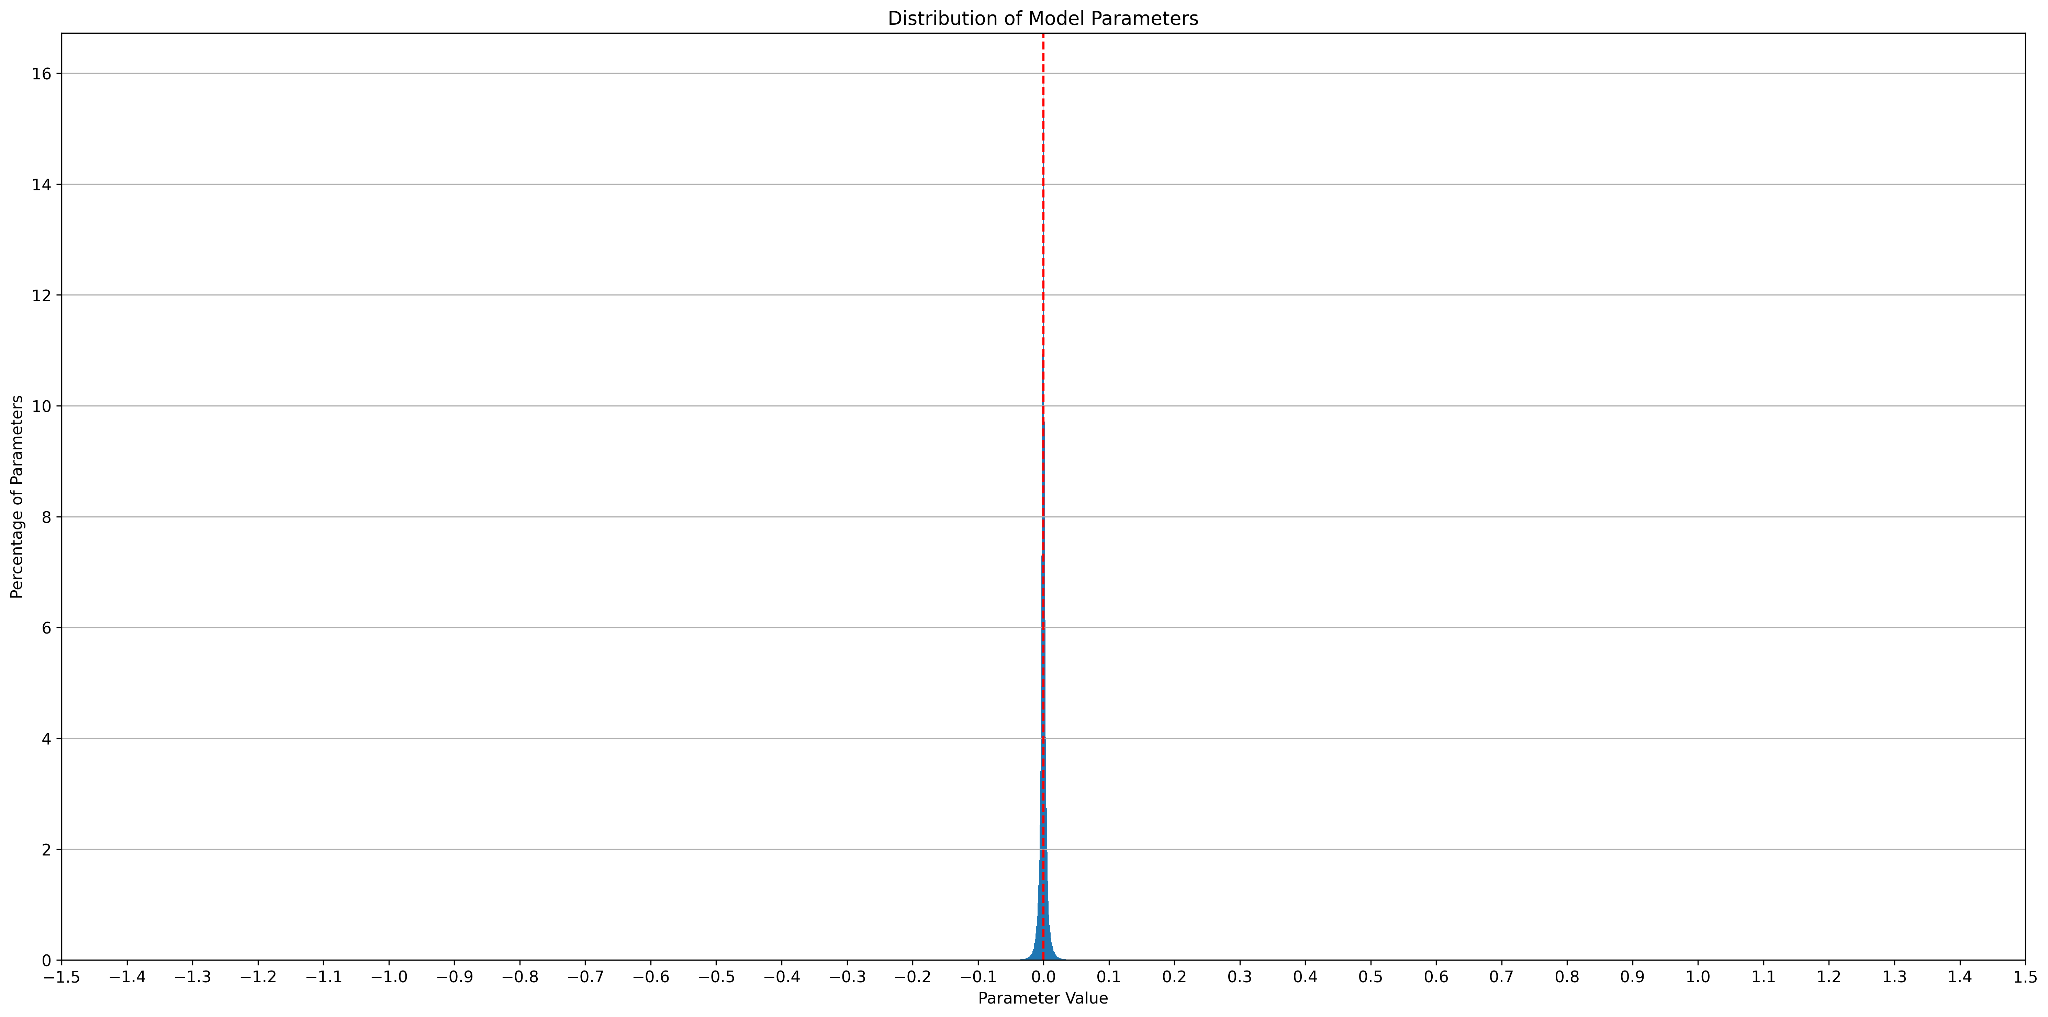 Distribution of Model Parameters
Percentage of Parameters
16
14
12
10
8
6
4
2
0
−1.5 −1.4 −1.3 −1.2 −1.1 −1.0 −0.9 −0.8 −0.7 −0.6 −0.5 −0.4 −0.3 −0.2 −0.1 0.0 0.1 0.2 0.3 0.4 0.5 0.6 0.7 0.8 0.9 1.0 1.1 1.2 1.3 1.4 1.5
Parameter Value